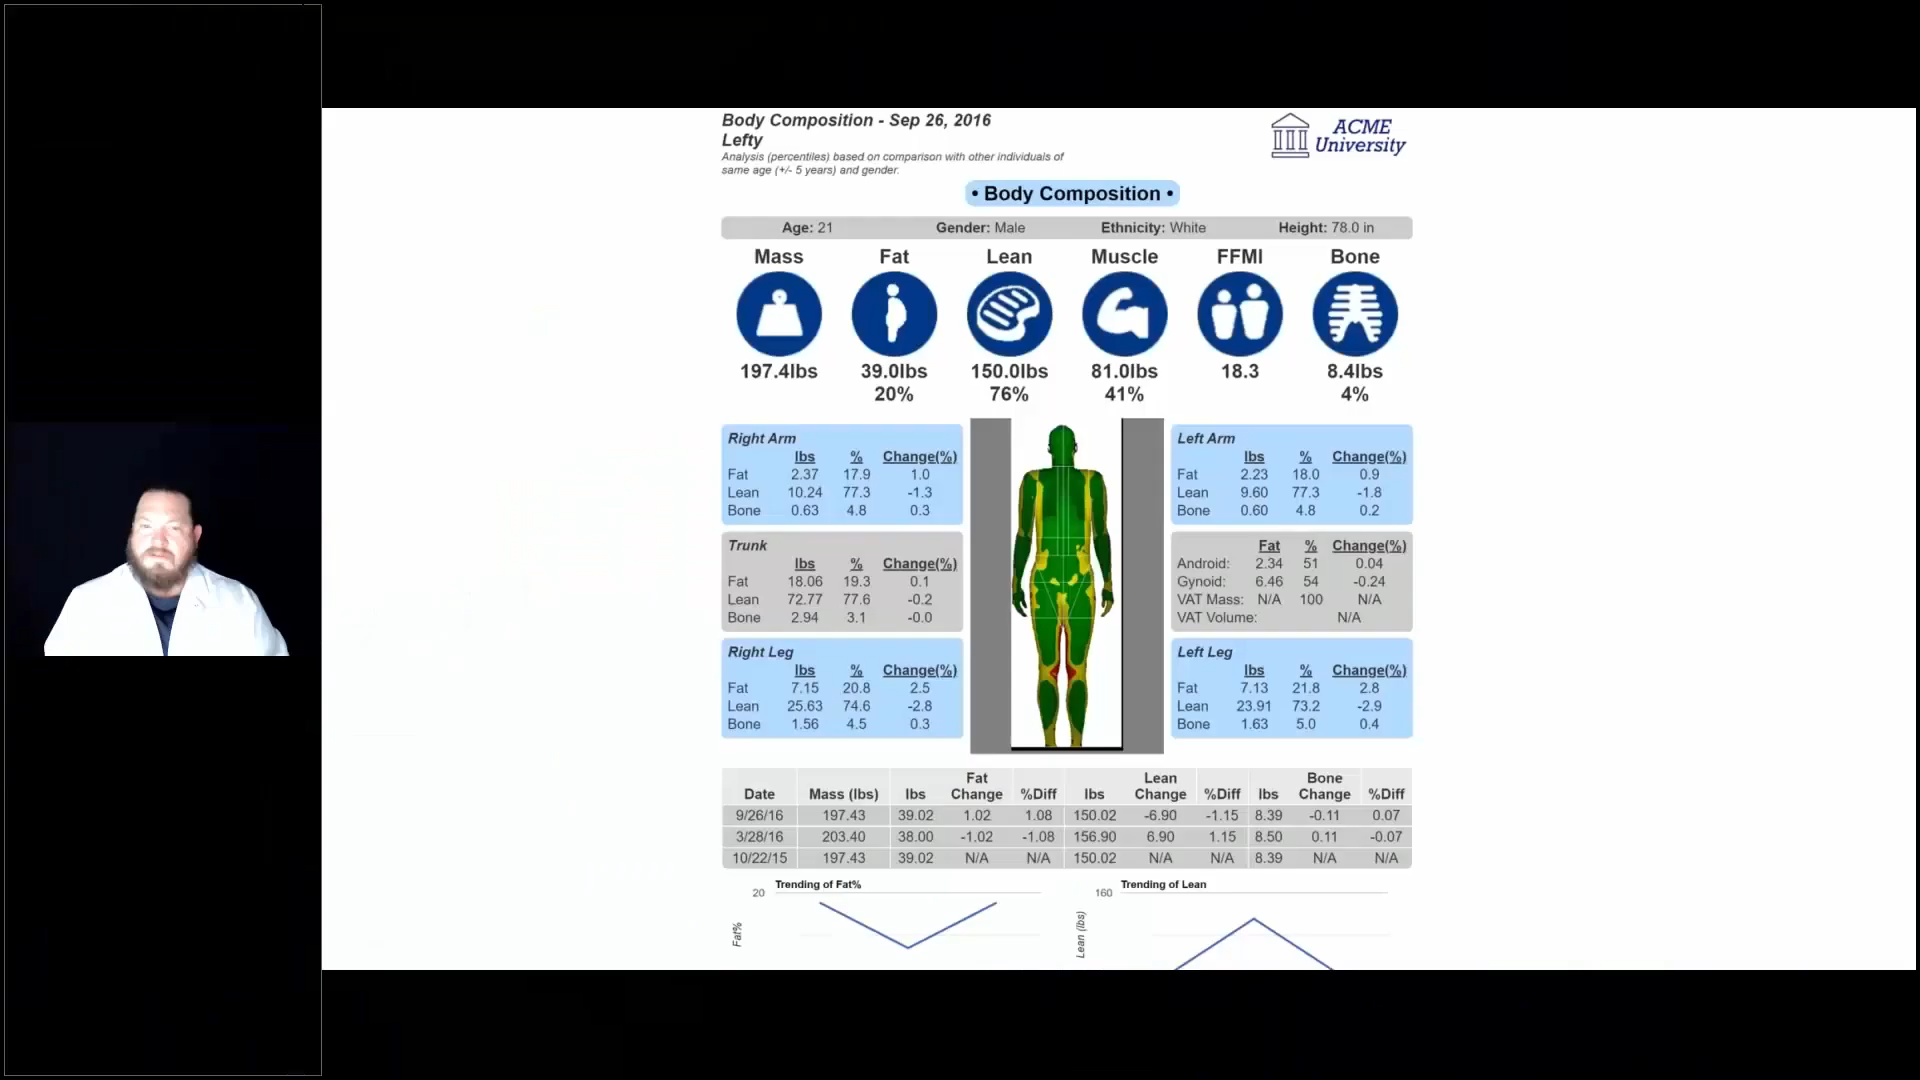 Body Composition - Sep 26, 2016
Lefty
Analysis (percentiles) based on comparison with other individuals of
same age (+/- 5 years) and gender.
ACME
University
• Body Composition •
Age: 21 Gender: Male Ethnicity: White Height: 78.0 in
Mass Fat Lean Muscle FFMI Bone
197.4lbs 39.0lbs 150.0lbs 81.0lbs 18.3 8.4lbs
20% 76% 41% 4%
Right Arm
lbs % Change(%)
Fat 2.37 17.9 1.0
Lean 10.24 77.3 -1.3
Bone 0.63 4.8 0.3
Left Arm
lbs % Change(%)
Fat 2.23 18.0 0.9
Lean 9.60 77.3 -1.8
Bone 0.60 4.8 0.2
Trunk
lbs % Change(%)
Fat 18.06 19.3 0.1
Lean 72.77 77.6 -0.2
Bone 2.94 3.1 -0.0
Fat % Change(%)
Android: 2.34 51 0.04
Gynoid: 6.46 54 -0.24
VAT Mass: N/A 100 N/A
VAT Volume: N/A
Right Leg
lbs % Change(%)
Fat 7.15 20.8 2.5
Lean 25.63 74.6 -2.8
Bone 1.56 4.5 0.3
Left Leg
lbs % Change(%)
Fat 7.13 21.8 2.8
Lean 23.91 73.2 -2.9
Bone 1.63 5.0 0.4
Fat Lean Bone
Date Mass (lbs) lbs Change %Diff lbs Change %Diff lbs Change %Diff
9/26/16 197.43 39.02 1.02 1.08 150.02 -6.90 -1.15 8.39 -0.11 0.07
3/28/16 203.40 38.00 -1.02 -1.08 156.90 6.90 1.15 8.50 0.11 -0.07
10/22/15 197.43 39.02 N/A N/A 150.02 N/A N/A 8.39 N/A N/A
Trending of Fat%
20
Fat%
Trending of Lean
160
Lean (lbs)